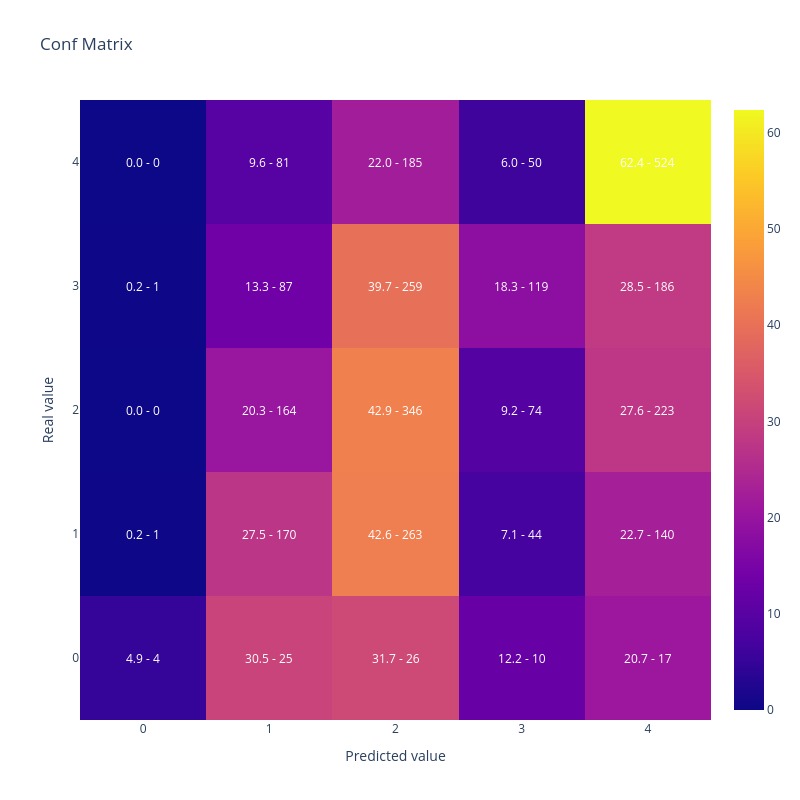 Conf Matrix
4 0.0 - 0 9.6 - 81 22.0 - 185 6.0 - 50 62.4 - 524
3 0.2 - 1 13.3 - 87 39.7 - 259 18.3 - 119 28.5 - 186
2 0.0 - 0 20.3 - 164 42.9 - 346 9.2 - 74 27.6 - 223
1 0.2 - 1 27.5 - 170 42.6 - 263 7.1 - 44 22.7 - 140
0 4.9 - 4 30.5 - 25 31.7 - 26 12.2 - 10 20.7 - 17
0 1 2 3 4
Predicted value
Real value
60
50
40
30
20
10
0